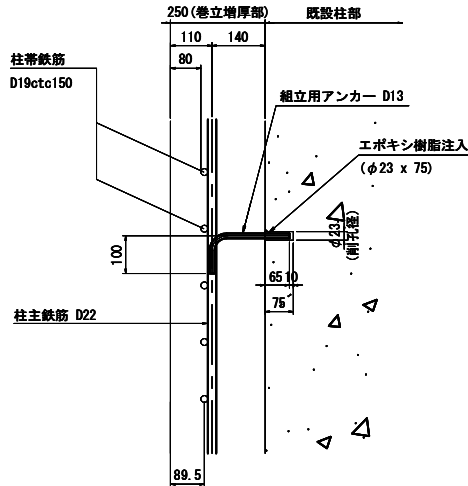 250(巻立増厚部)
既設柱部
110
140
柱帯鉄筋
80
D19ctc150
組立用アンカー D13
エポキシ樹脂注入
(φ23 x 75)
φ23
(削孔径)
100
65
10
75
柱主鉄筋 D22
89.5